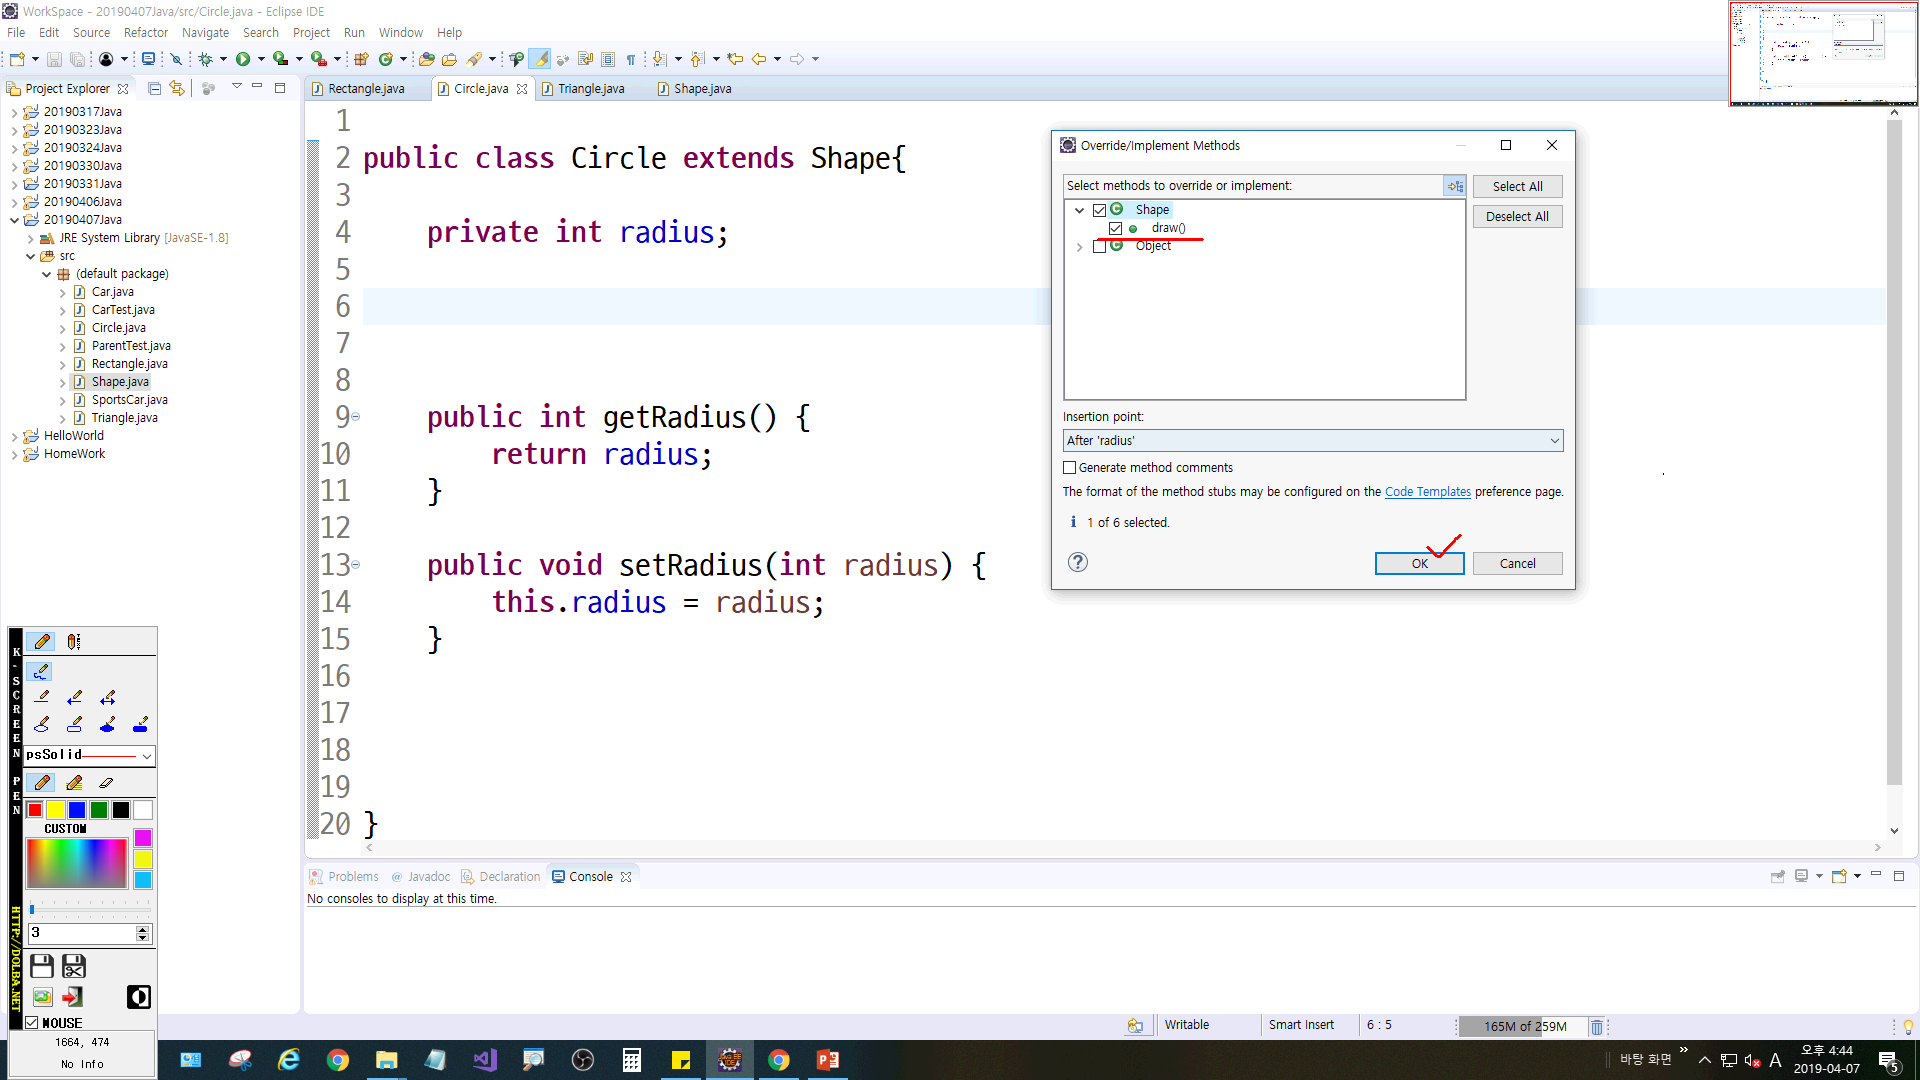 WorkSpace - 20190407Java/src/Circle.java - Eclipse IDE
File Edit Source Refactor Navigate Search Project Run Window Help
Project Explorer
20190317Java
20190323Java
20190324Java
20190330Java
20190331Java
20190406Java
20190407Java
JRE System Library [JavaSE-1.8]
src
(default package)
Car.java
CarTest.java
Circle.java
ParentTest.java
Rectangle.java
Shape.java
SportsCar.java
Triangle.java
HelloWorld
HomeWork
Rectangle.java Circle.java Triangle.java Shape.java
1
2 public class Circle extends Shape{
3
4 private int radius;
5
6
7
8
9 public int getRadius() {
10 return radius;
11 }
12
13 public void setRadius(int radius) {
14 this.radius = radius;
15 }
16
17
18
19
20 }
Override/Implement Methods
Select methods to override or implement:
Select All
Deselect All
Shape
draw()
Object
Insertion point:
After 'radius'
Generate method comments
The format of the method stubs may be configured on the Code Templates preference page.
1 of 6 selected.
OK Cancel
Problems @ Javadoc Declaration Console
No consoles to display at this time.
Writable Smart Insert 6 : 5 165M of 259M
K-SCREEN PEN
psSolid
CUSTOM
3
HTTP://DOLBA.NET
MOUSE
1664, 474
No Info
바탕 화면 » A 오후 4:44
2019-04-07
5